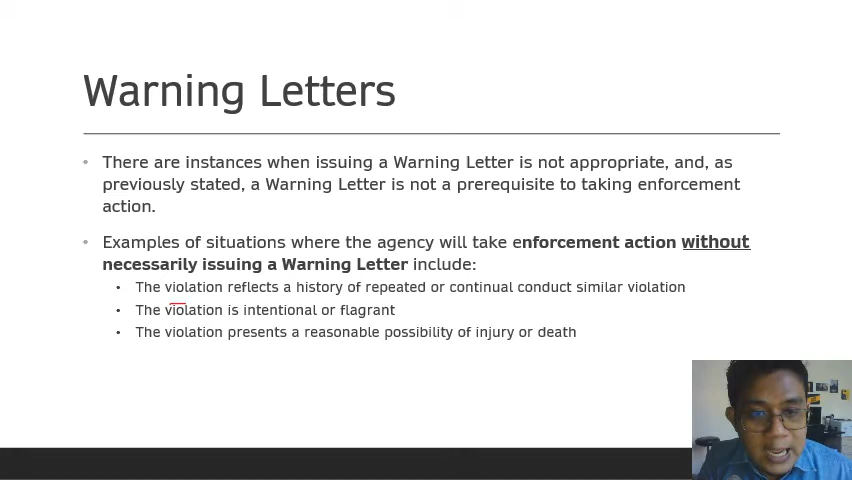 Warning Letters
• There are instances when issuing a Warning Letter is not appropriate, and, as
previously stated, a Warning Letter is not a prerequisite to taking enforcement
action.
• Examples of situations where the agency will take enforcement action without
necessarily issuing a Warning Letter include:
• The violation reflects a history of repeated or continual conduct similar violation
• The violation is intentional or flagrant
• The violation presents a reasonable possibility of injury or death